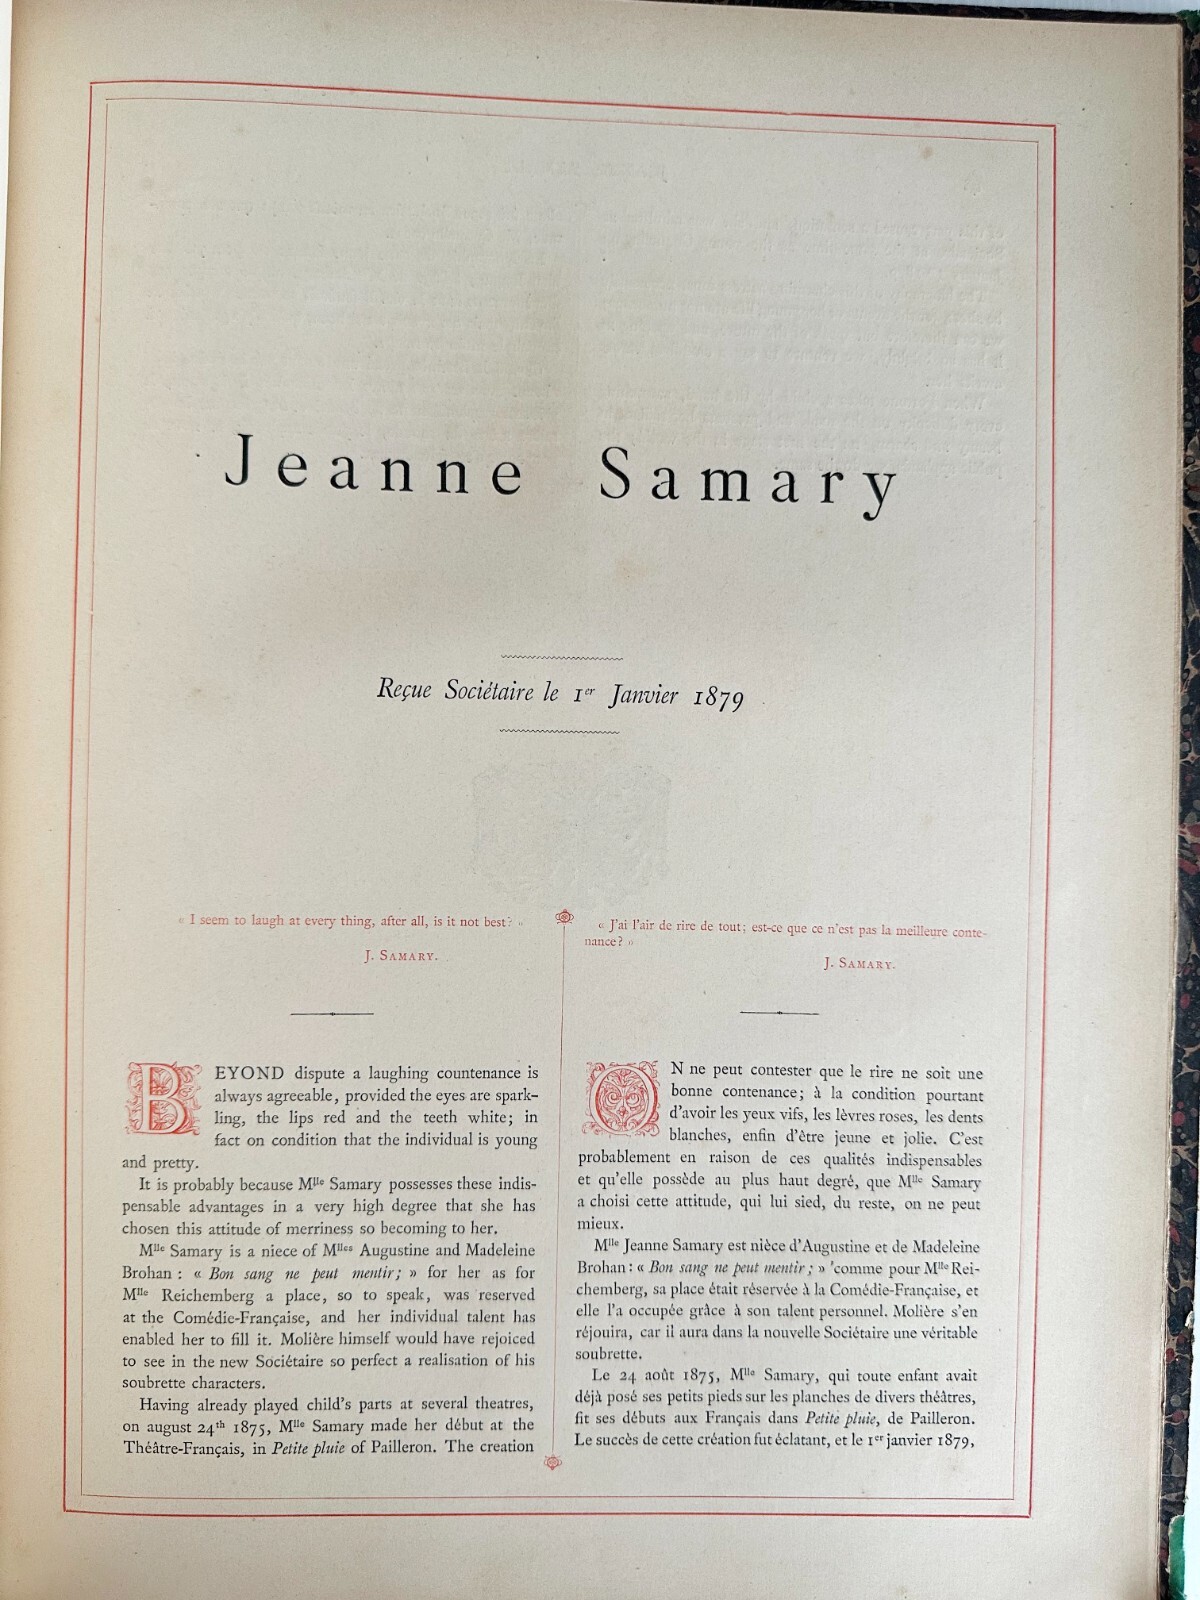 Jeanne Samary
Reçue Sociétaire le 1er Janvier 1879
« I seem to laugh at every thing, after all, is it not best? »
J. SAMARY.
BEYOND dispute a laughing countenance is
always agreeable, provided the eyes are spark-
ling, the lips red and the teeth white; in
fact on condition that the individual is young
and pretty.
It is probably because Mlle Samary possesses these indis-
pensable advantages in a very high degree that she has
chosen this attitude of merriness so becoming to her.
Mlle Samary is a niece of Mlles Augustine and Madeleine
Brohan : « Bon sang ne peut mentir; » for her as for
Mlle Reichemberg a place, so to speak, was reserved
at the Comédie-Française, and her individual talent has
enabled her to fill it. Molière himself would have rejoiced
to see in the new Sociétaire so perfect a realisation of his
soubrette characters.
Having already played child's parts at several theatres,
on august 24th 1875, Mlle Samary made her début at the
Théâtre-Français, in Petite pluie of Pailleron. The creation
« J'ai l'air de rire de tout; est-ce que ce n'est pas la meilleure conte-
nance? »
J. SAMARY.
ON ne peut contester que le rire ne soit une
bonne contenance; à la condition pourtant
d'avoir les yeux vifs, les lèvres roses, les dents
blanches, enfin d'être jeune et jolie. C'est
probablement en raison de ces qualités indispensables
et qu'elle possède au plus haut degré, que Mlle Samary
a choisi cette attitude, qui lui sied, du reste, on ne peut
mieux.
Mlle Jeanne Samary est nièce d'Augustine et de Madeleine
Brohan : « Bon sang ne peut mentir; » comme pour Mlle Rei-
chemberg, sa place était réservée à la Comédie-Française, et
elle l'a occupée grâce à son talent personnel. Molière s'en
réjouira, car il aura dans la nouvelle Sociétaire une véritable
soubrette.
Le 24 août 1875, Mlle Samary, qui toute enfant avait
déjà posé ses petits pieds sur les planches de divers théâtres,
fit ses débuts aux Français dans Petite pluie, de Pailleron.
Le succès de cette création fut éclatant, et le 1er janvier 1879,